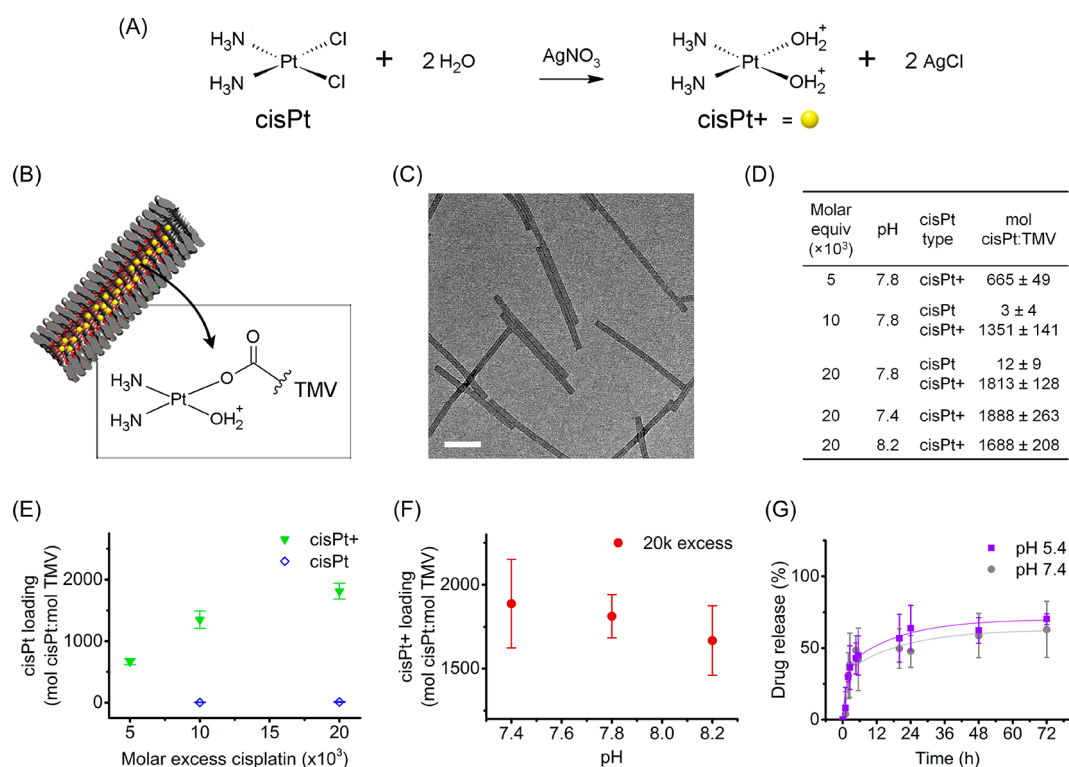 (A)
H₃N
H₃N
Pt
Cl
Cl
cisPt
+
2 H₂O
AgNO₃
H₃N
H₃N
Pt
OH₂⁺
OH₂⁺
cisPt+ =
+
2 AgCl
(B)
H₃N
H₃N
Pt
O
O
OH₂⁺
TMV
(C)
(D)
Molar equiv (×10³) pH cisPt type mol cisPt:TMV
5 7.8 cisPt+ 665 ± 49
10 7.8 cisPt 3 ± 4
cisPt+ 1351 ± 141
20 7.8 cisPt 12 ± 9
cisPt+ 1813 ± 128
20 7.4 cisPt+ 1888 ± 263
20 8.2 cisPt+ 1688 ± 208
(E)
cisPt loading
(mol cisPt:mol TMV)
2000
1000
0
cisPt+
cisPt
5 10 15 20
Molar excess cisplatin (x10³)
(F)
cisPt+ loading
(mol cisPt:mol TMV)
2000
1500
20k excess
7.4 7.6 7.8 8.0 8.2
pH
(G)
Drug release (%)
100
50
0
pH 5.4
pH 7.4
0 12 24 36 48 60 72
Time (h)